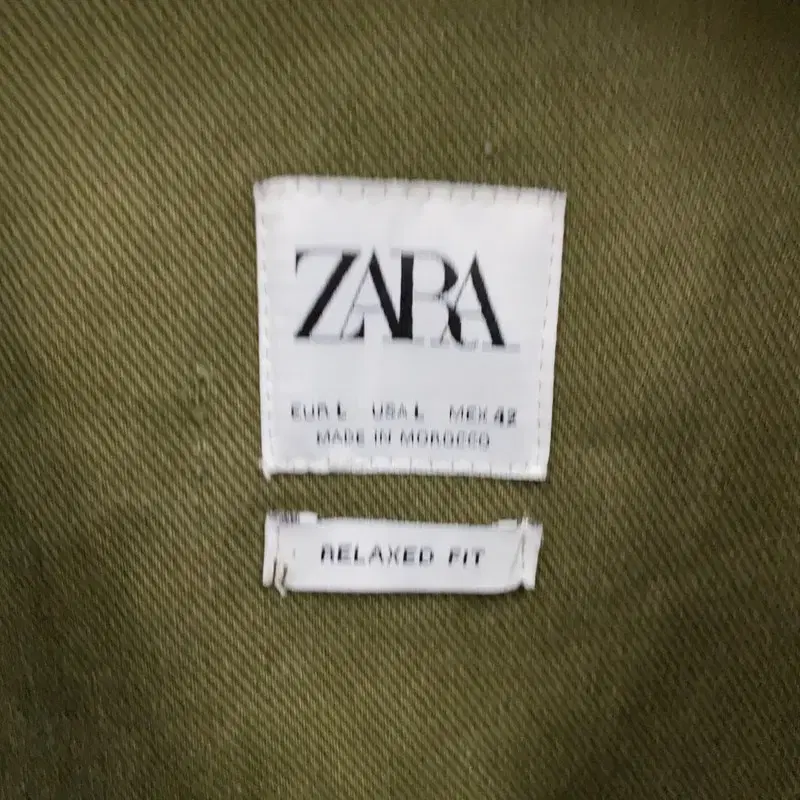 ZARA
EUR L USA L MEX 42
MADE IN MOROCCO
RELAXED FIT